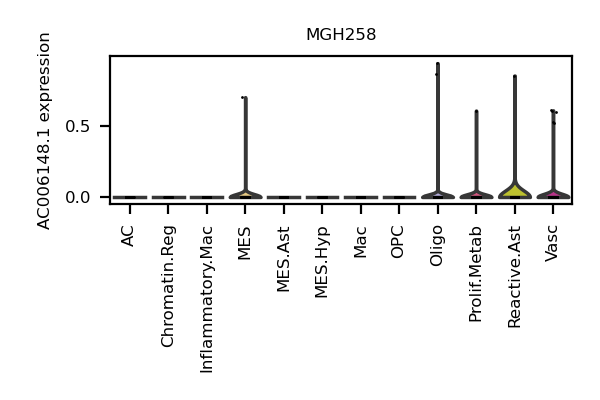 MGH258
AC006148.1 expression
0.5
0.0
AC
Chromatin.Reg
Inflammatory.Mac
MES
MES.Ast
MES.Hyp
Mac
OPC
Oligo
Prolif.Metab
Reactive.Ast
Vasc